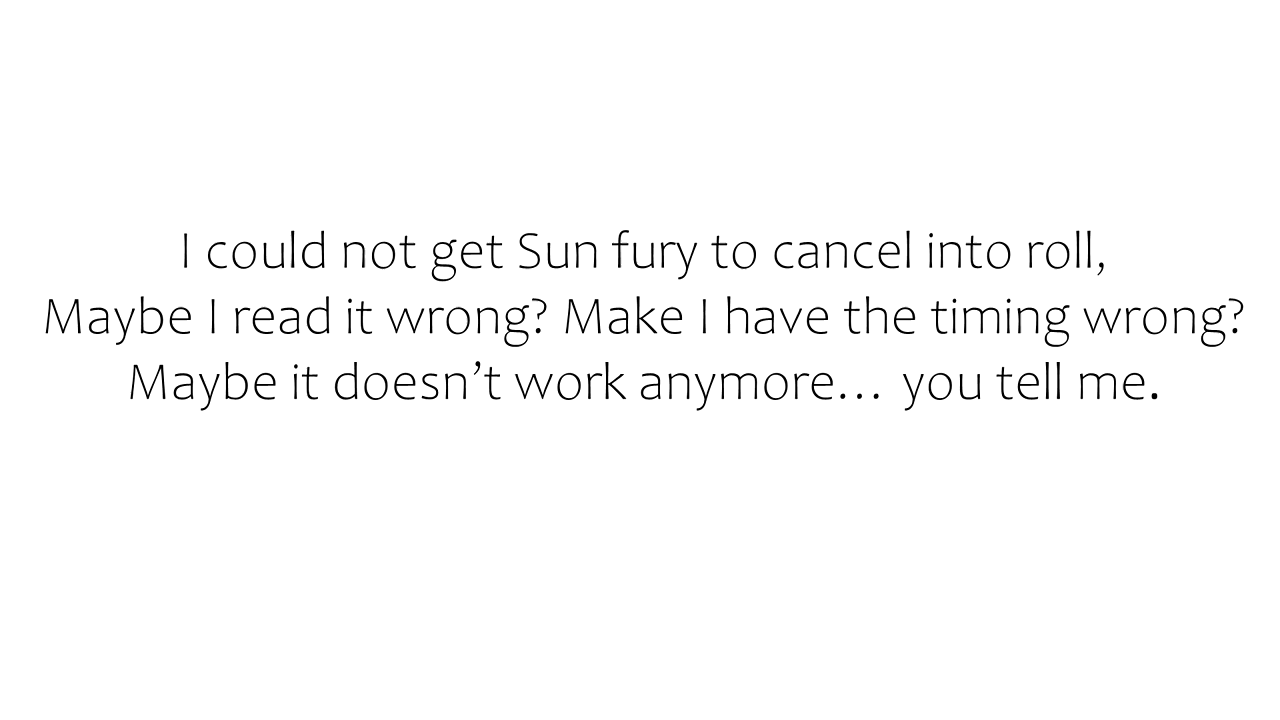 I could not get Sun fury to cancel into roll,
Maybe I read it wrong? Make I have the timing wrong?
Maybe it doesn’t work anymore… you tell me.